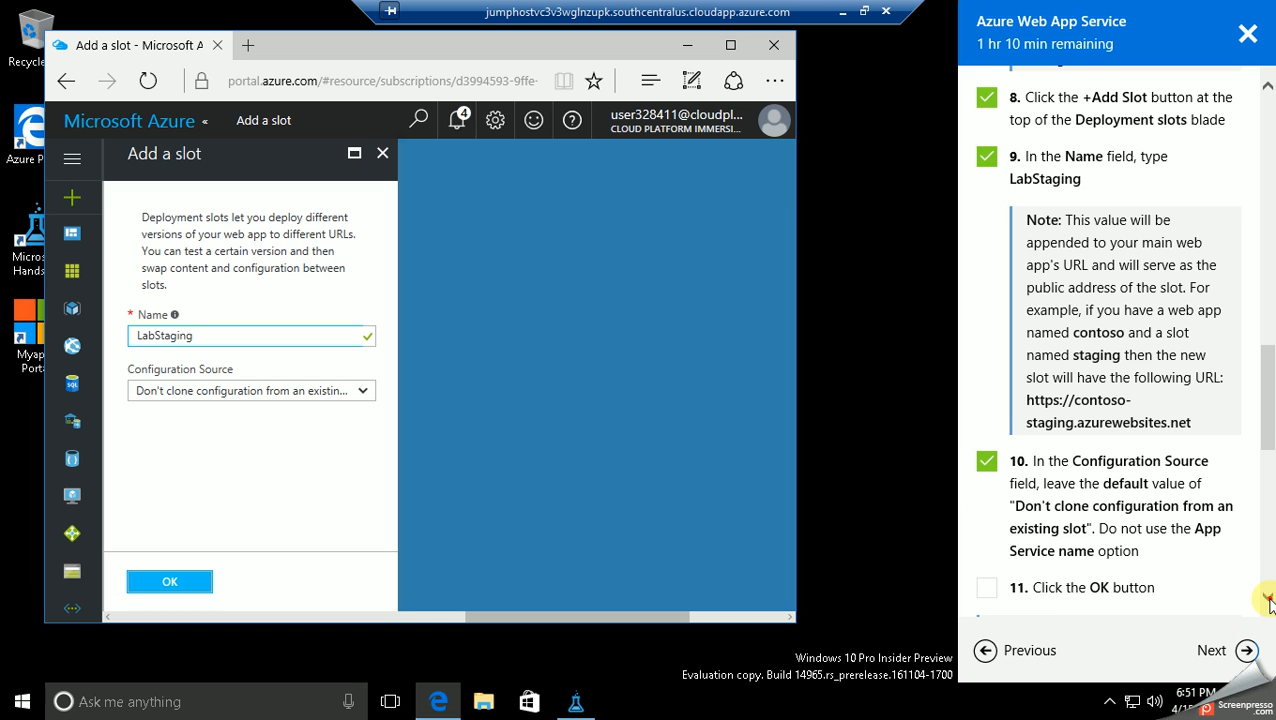 jumphostvc3v3wglnzupk.southcentralus.cloudapp.azure.com
Recycle
Azure P
Micros
Hands
Myap
Port
Add a slot - Microsoft A
portal.azure.com/#resource/subscriptions/d3994593-9ffe-
Microsoft Azure «
Add a slot
4
user328411@cloudpl...
CLOUD PLATFORM IMMERSI...
Add a slot
Deployment slots let you deploy different
versions of your web app to different URLs.
You can test a certain version and then
swap content and configuration between
slots.
* Name
LabStaging
Configuration Source
Don't clone configuration from an existin...
OK
Windows 10 Pro Insider Preview
Evaluation copy. Build 14965.rs_prerelease.161104-1700
Ask me anything
6:51 PM
Screenpresso
.com
Azure Web App Service
1 hr 10 min remaining
8. Click the +Add Slot button at the
top of the Deployment slots blade
9. In the Name field, type
LabStaging
Note: This value will be
appended to your main web
app's URL and will serve as the
public address of the slot. For
example, if you have a web app
named contoso and a slot
named staging then the new
slot will have the following URL:
https://contoso-
staging.azurewebsites.net
10. In the Configuration Source
field, leave the default value of
"Don't clone configuration from an
existing slot". Do not use the App
Service name option
11. Click the OK button
Previous
Next